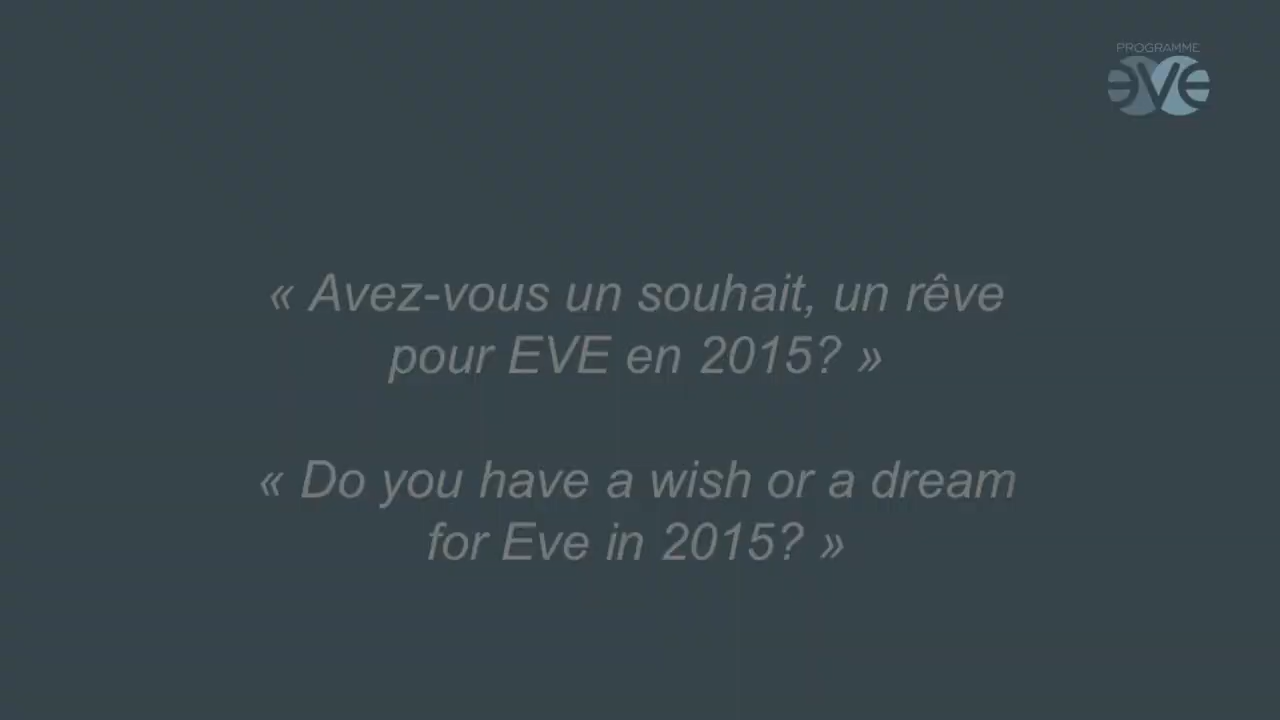 PROGRAMME
EVE
« Avez-vous un souhait, un rêve
pour EVE en 2015? »
« Do you have a wish or a dream
for Eve in 2015? »